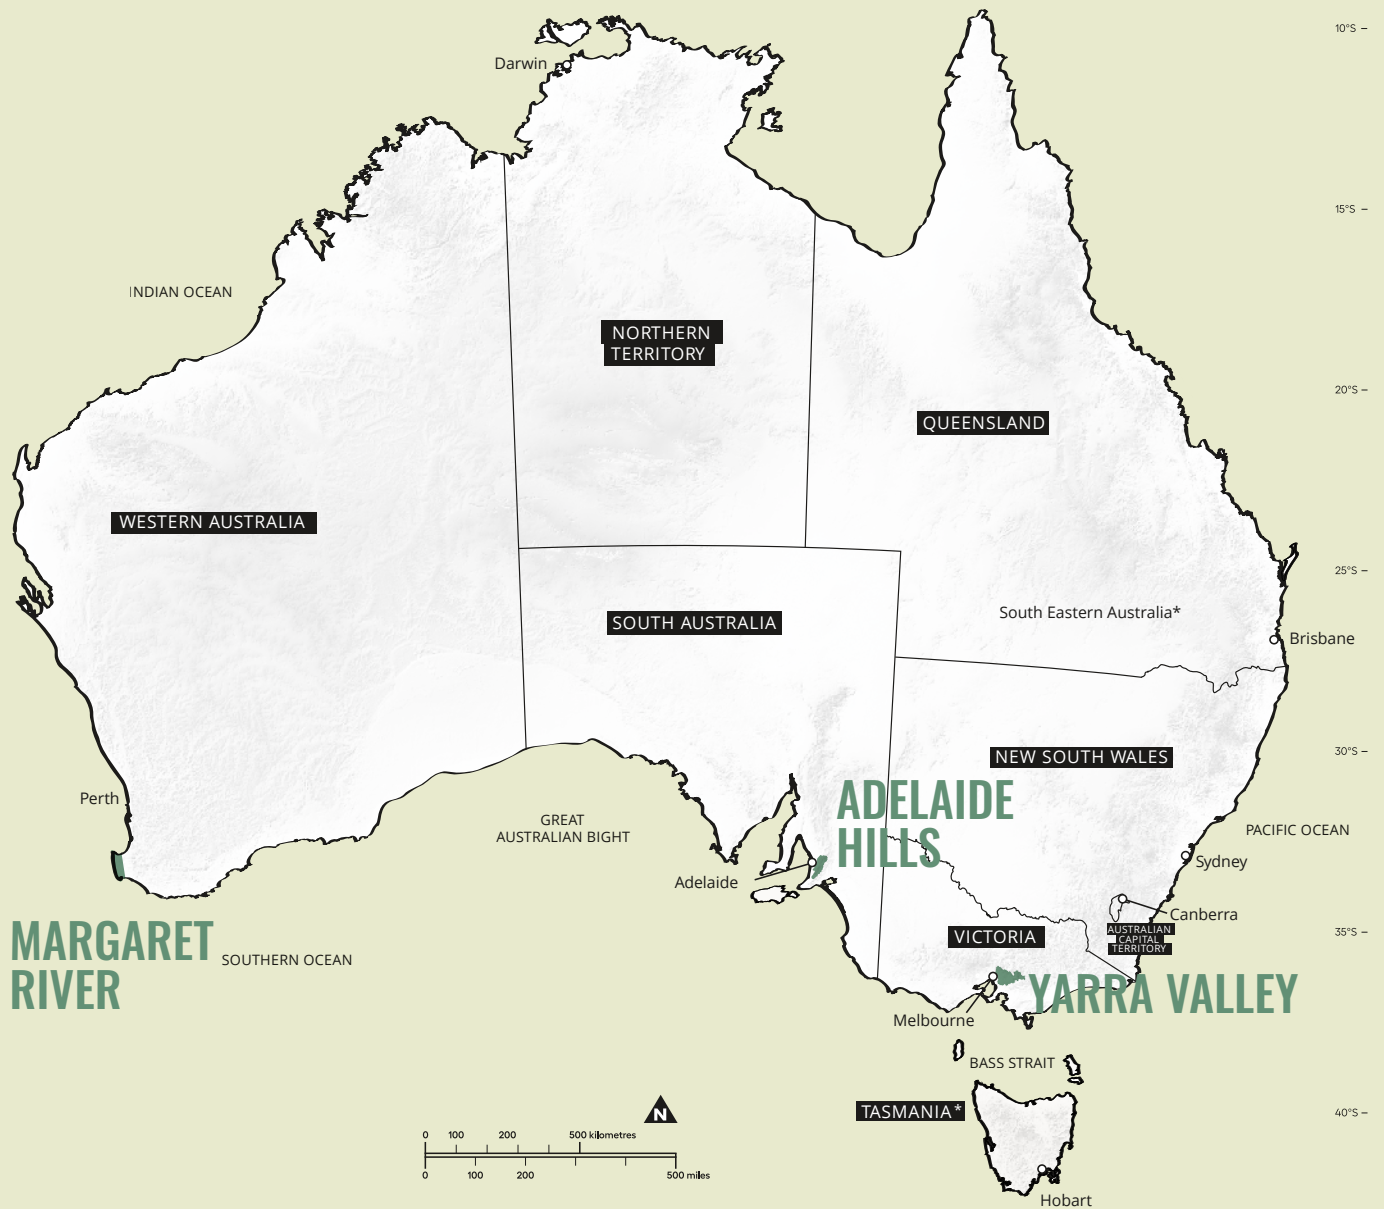 10°S
Darwin
15°S
INDIAN OCEAN
NORTHERN
TERRITORY
20°S
QUEENSLAND
WESTERN AUSTRALIA
25°S
South Eastern Australia*
SOUTH AUSTRALIA
Brisbane
30°S
NEW SOUTH WALES
Perth
ADELAIDE
HILLS
GREAT
AUSTRALIAN BIGHT
PACIFIC OCEAN
Sydney
Adelaide
Canberra
MARGARET
RIVER
SOUTHERN OCEAN
VICTORIA
AUSTRALIAN
CAPITAL
TERRITORY
35°S
YARRA VALLEY
Melbourne
BASS STRAIT
TASMANIA*
40°S
N
0 100 200 500 kilometres
0 100 200 500 miles
Hobart